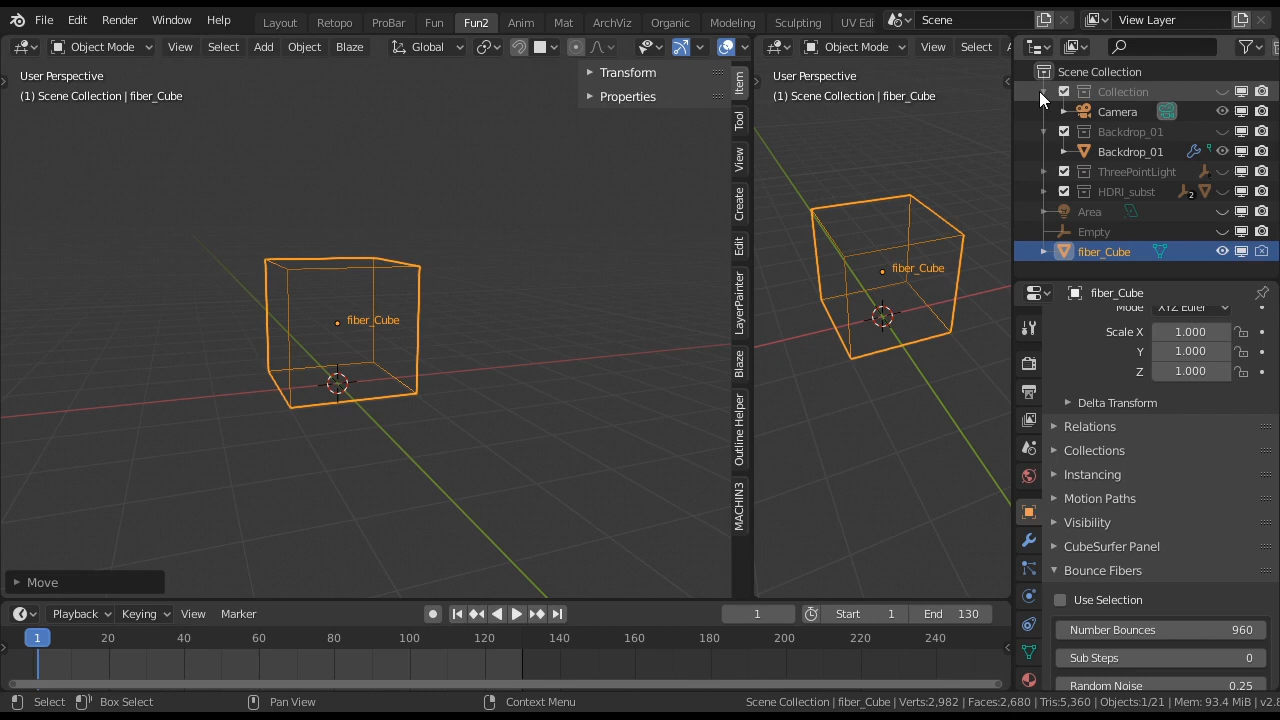 File Edit Render Window Help Layout Retopo ProBar Fun Fun2 Anim Mat ArchViz Organic Modeling Sculpting UV Edi Scene View Layer
Object Mode View Select Add Object Blaze Global Object Mode View Select
User Perspective
(1) Scene Collection | fiber_Cube
Transform
Properties
Item
Tool
View
Create
Edit
LayerPainter
Blaze
Outline Helper
MACHIN3
fiber_Cube
Move
User Perspective
(1) Scene Collection | fiber_Cube
fiber_Cube
Scene Collection
Collection
Camera
Backdrop_01
Backdrop_01
ThreePointLight
HDRI_subst 2
Area
Empty
fiber_Cube
fiber_Cube
Mode XYZ Euler
Scale X 1.000
Y 1.000
Z 1.000
Delta Transform
Relations
Collections
Instancing
Motion Paths
Visibility
CubeSurfer Panel
Bounce Fibers
Use Selection
Number Bounces 960
Sub Steps 0
Random Noise 0.25
Playback Keying View Marker 1 Start 1 End 130
1 20 40 60 80 100 120 140 160 180 200 220 240
Select Box Select Pan View Context Menu Scene Collection | fiber_Cube | Verts:2,982 | Faces:2,680 | Tris:5,360 | Objects:1/21 | Mem: 93.4 MiB | v2.8